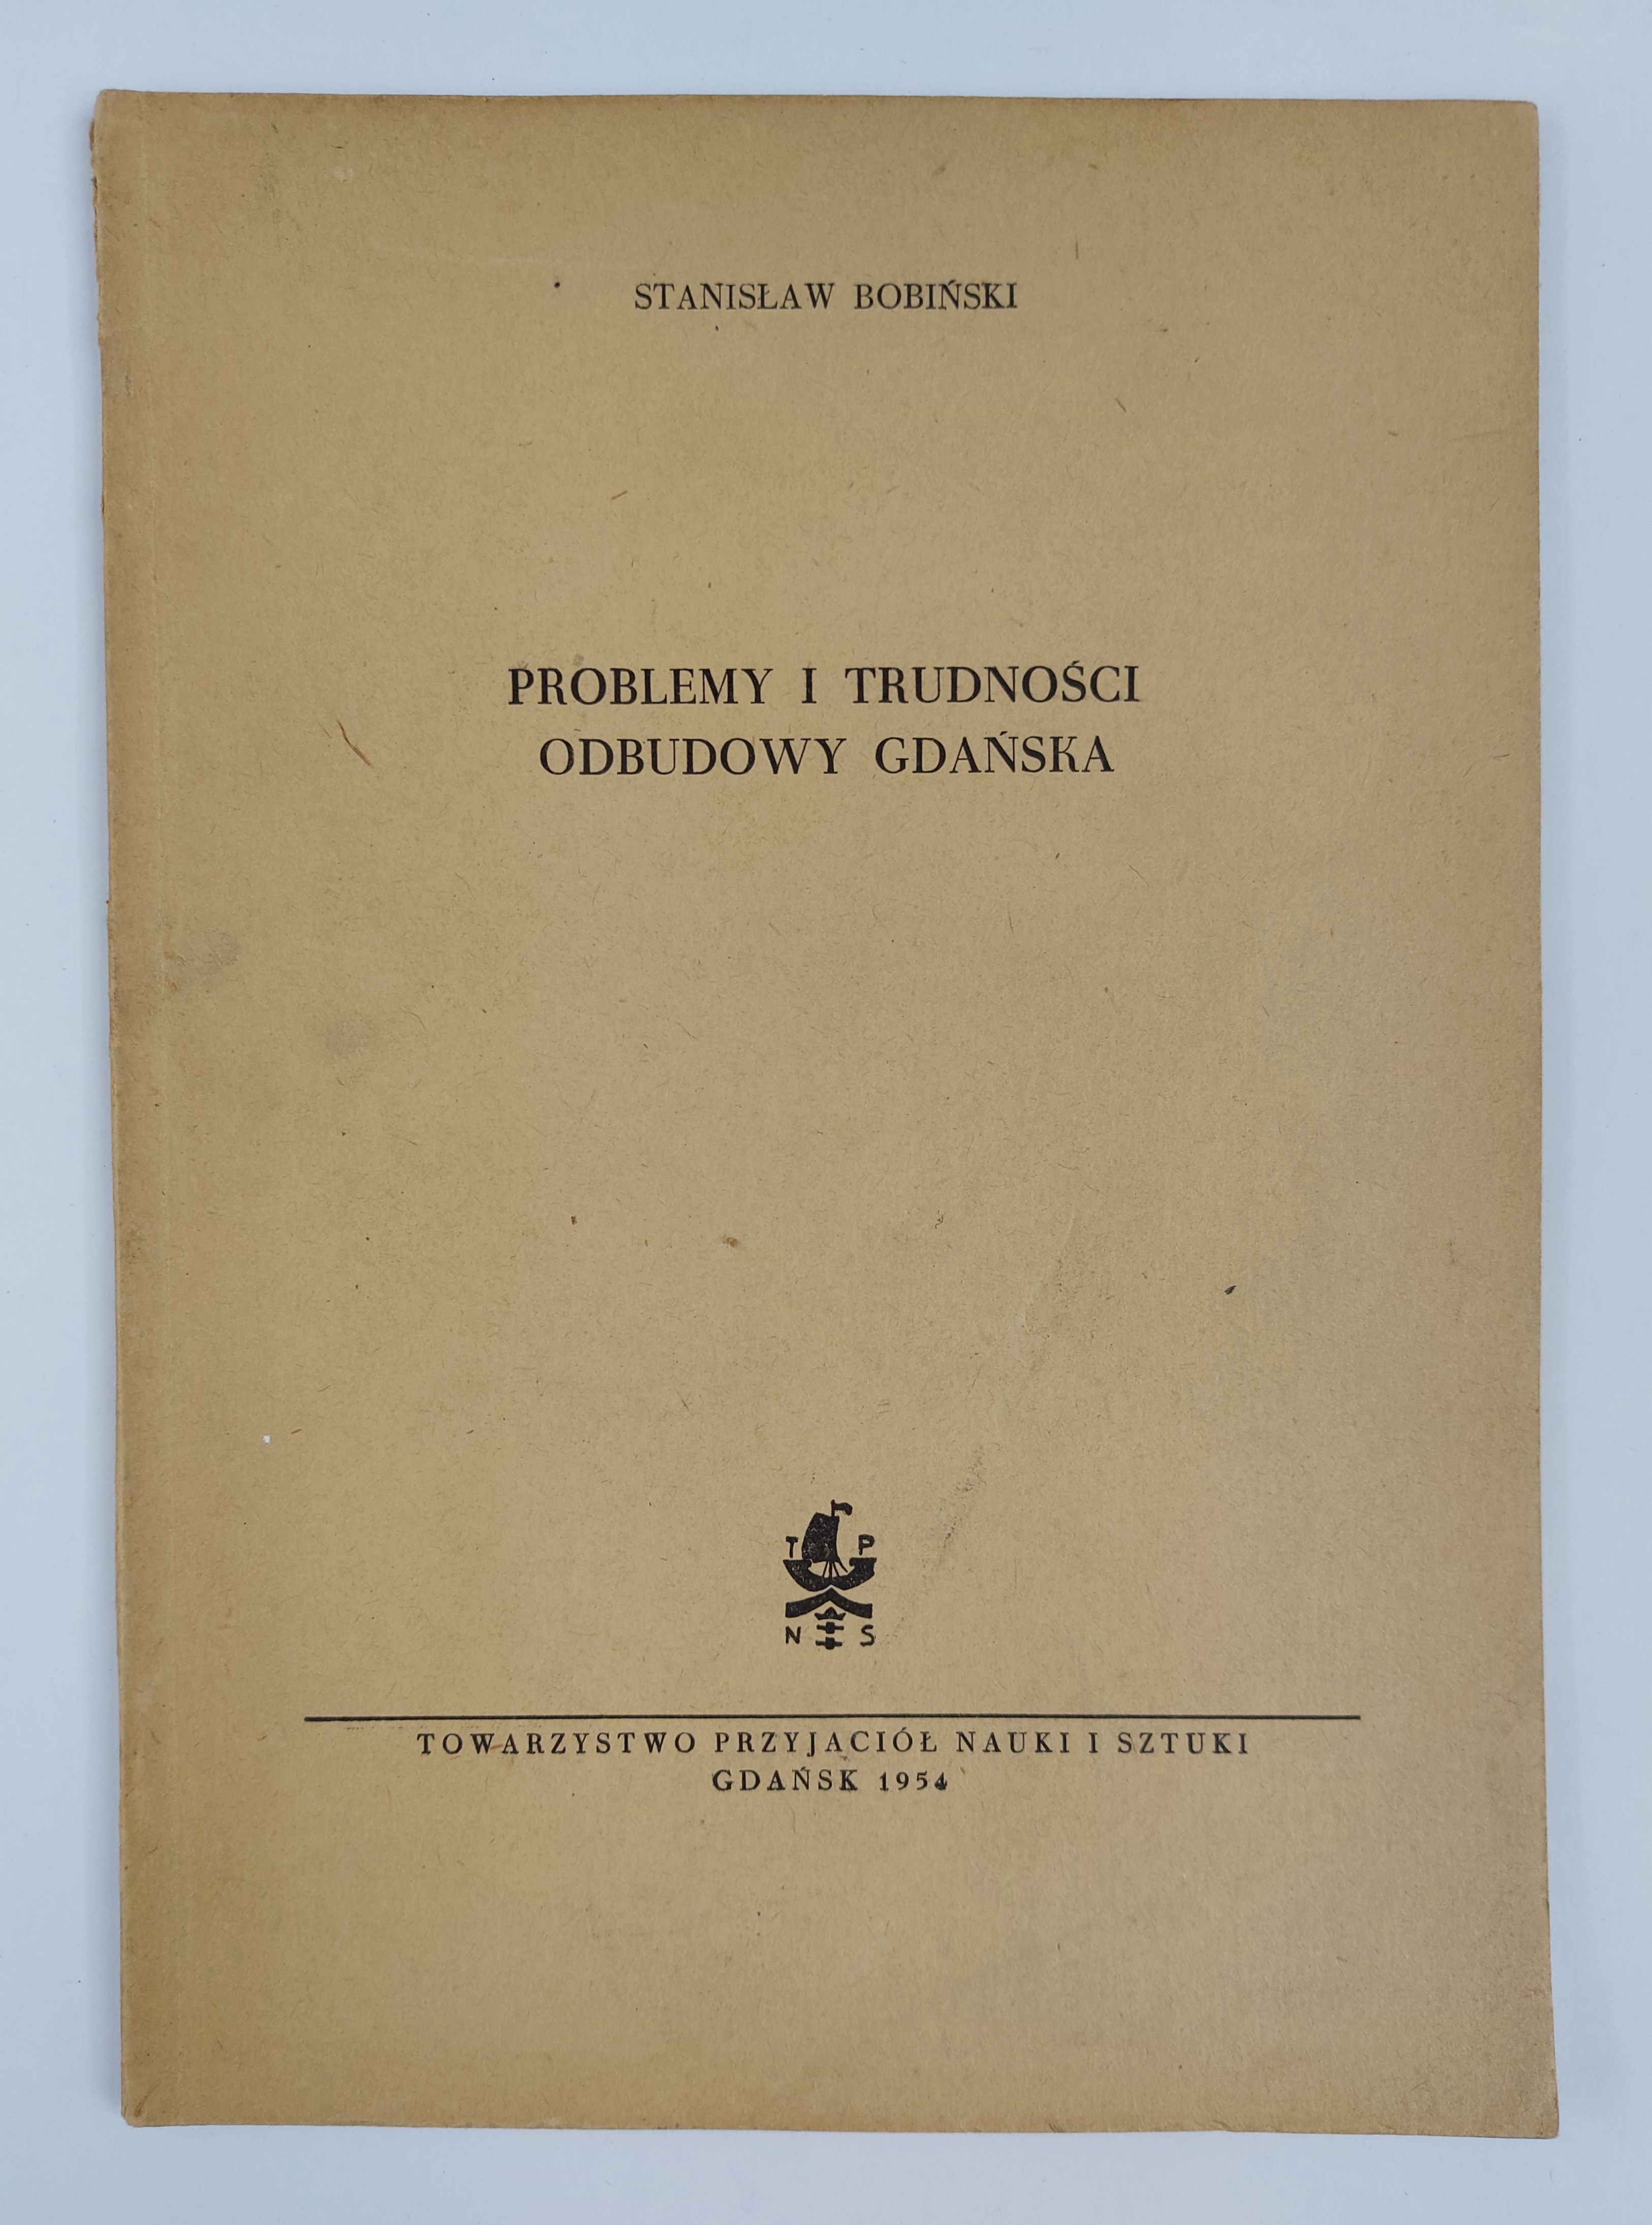 STANISŁAW BOBIŃSKI
PROBLEMY I TRUDNOŚCI
ODBUDOWY GDAŃSKA
T P
N S
TOWARZYSTWO PRZYJACIÓŁ NAUKI I SZTUKI
GDAŃSK 1954